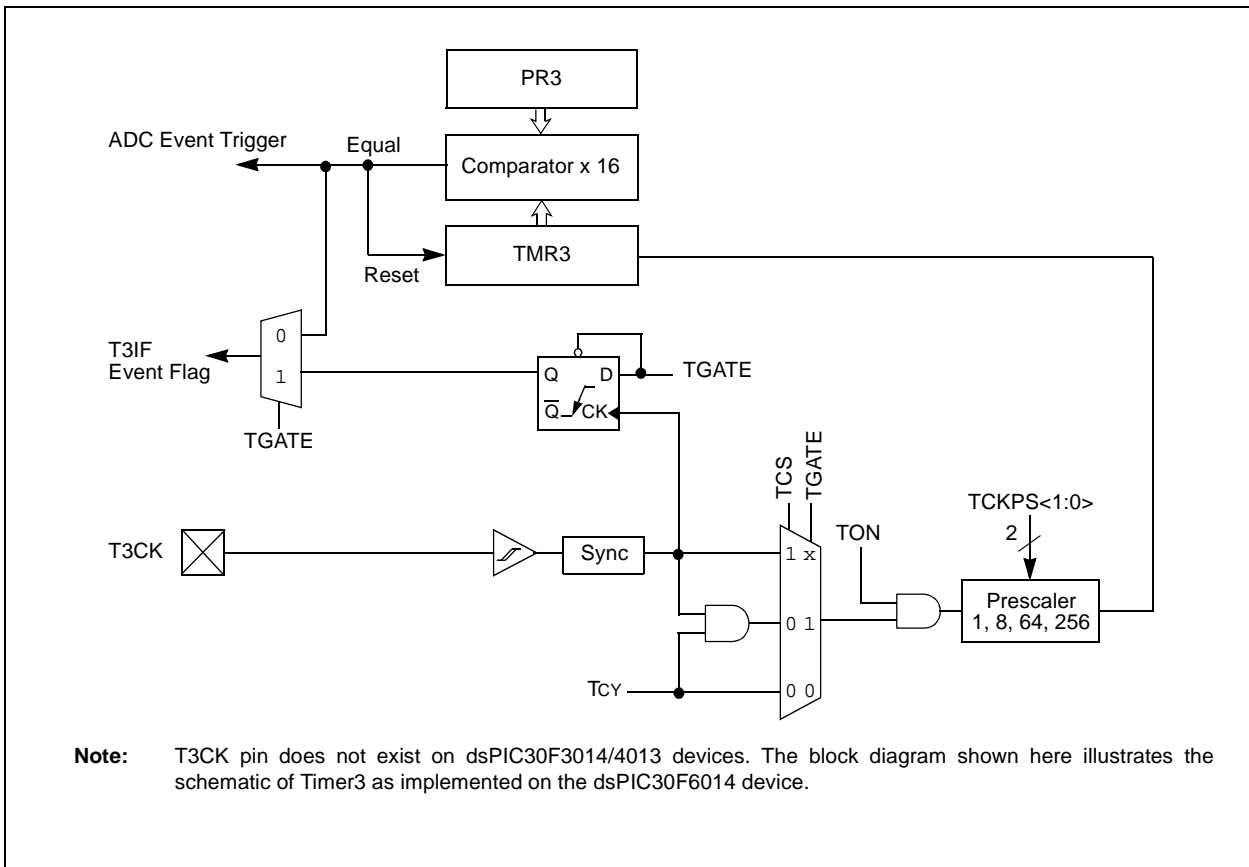 PR3
ADC Event Trigger
Equal
Comparator x 16
TMR3
Reset
0
T3IF
Event Flag
1
Q D
TGATE
Q CK
TGATE
TCS
TGATE
TCKPS<1:0>
2
TON
T3CK
Sync
1 x
Prescaler
1, 8, 64, 256
0 1
TCY
0 0
Note: T3CK pin does not exist on dsPIC30F3014/4013 devices. The block diagram shown here illustrates the
schematic of Timer3 as implemented on the dsPIC30F6014 device.